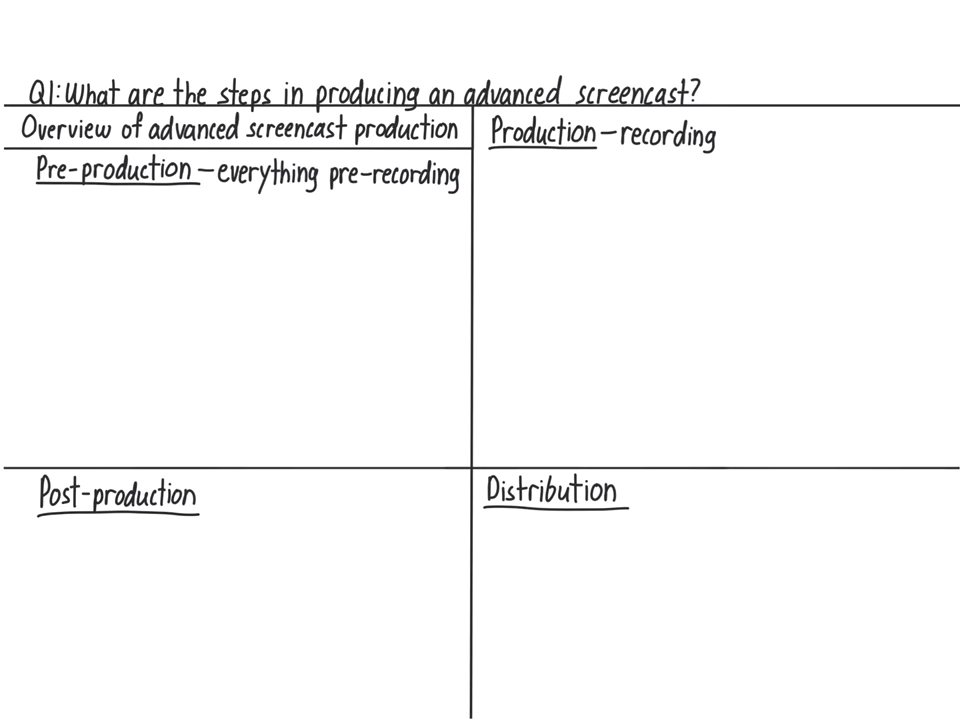 Q1: What are the steps in producing an advanced screencast?
Overview of advanced screencast production
Pre-production – everything pre-recording
Production – recording
Post-production
Distribution